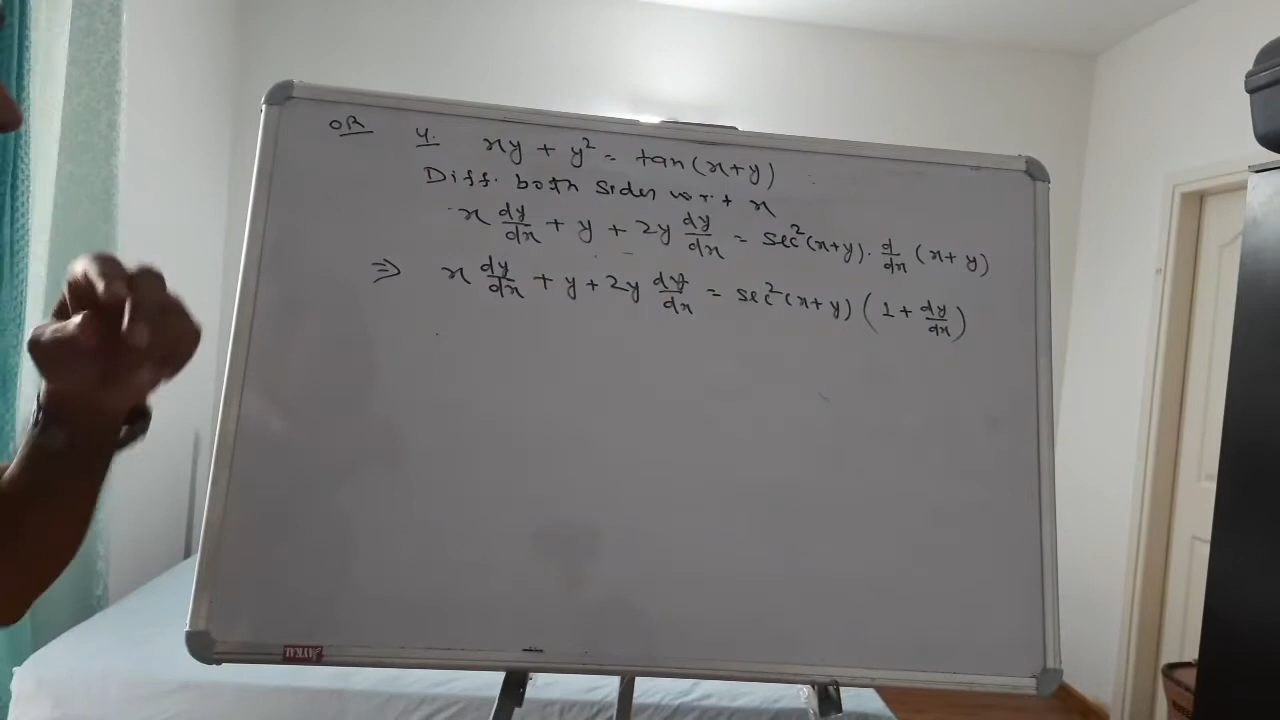 OR 4. xy + y² = tan(x+y)
Diff. both sides w.r.t x
x dy/dx + y + 2y dy/dx = sec²(x+y). d/dx (x+y)
⇒ x dy/dx + y + 2y dy/dx = sec²(x+y) (1 + dy/dx)